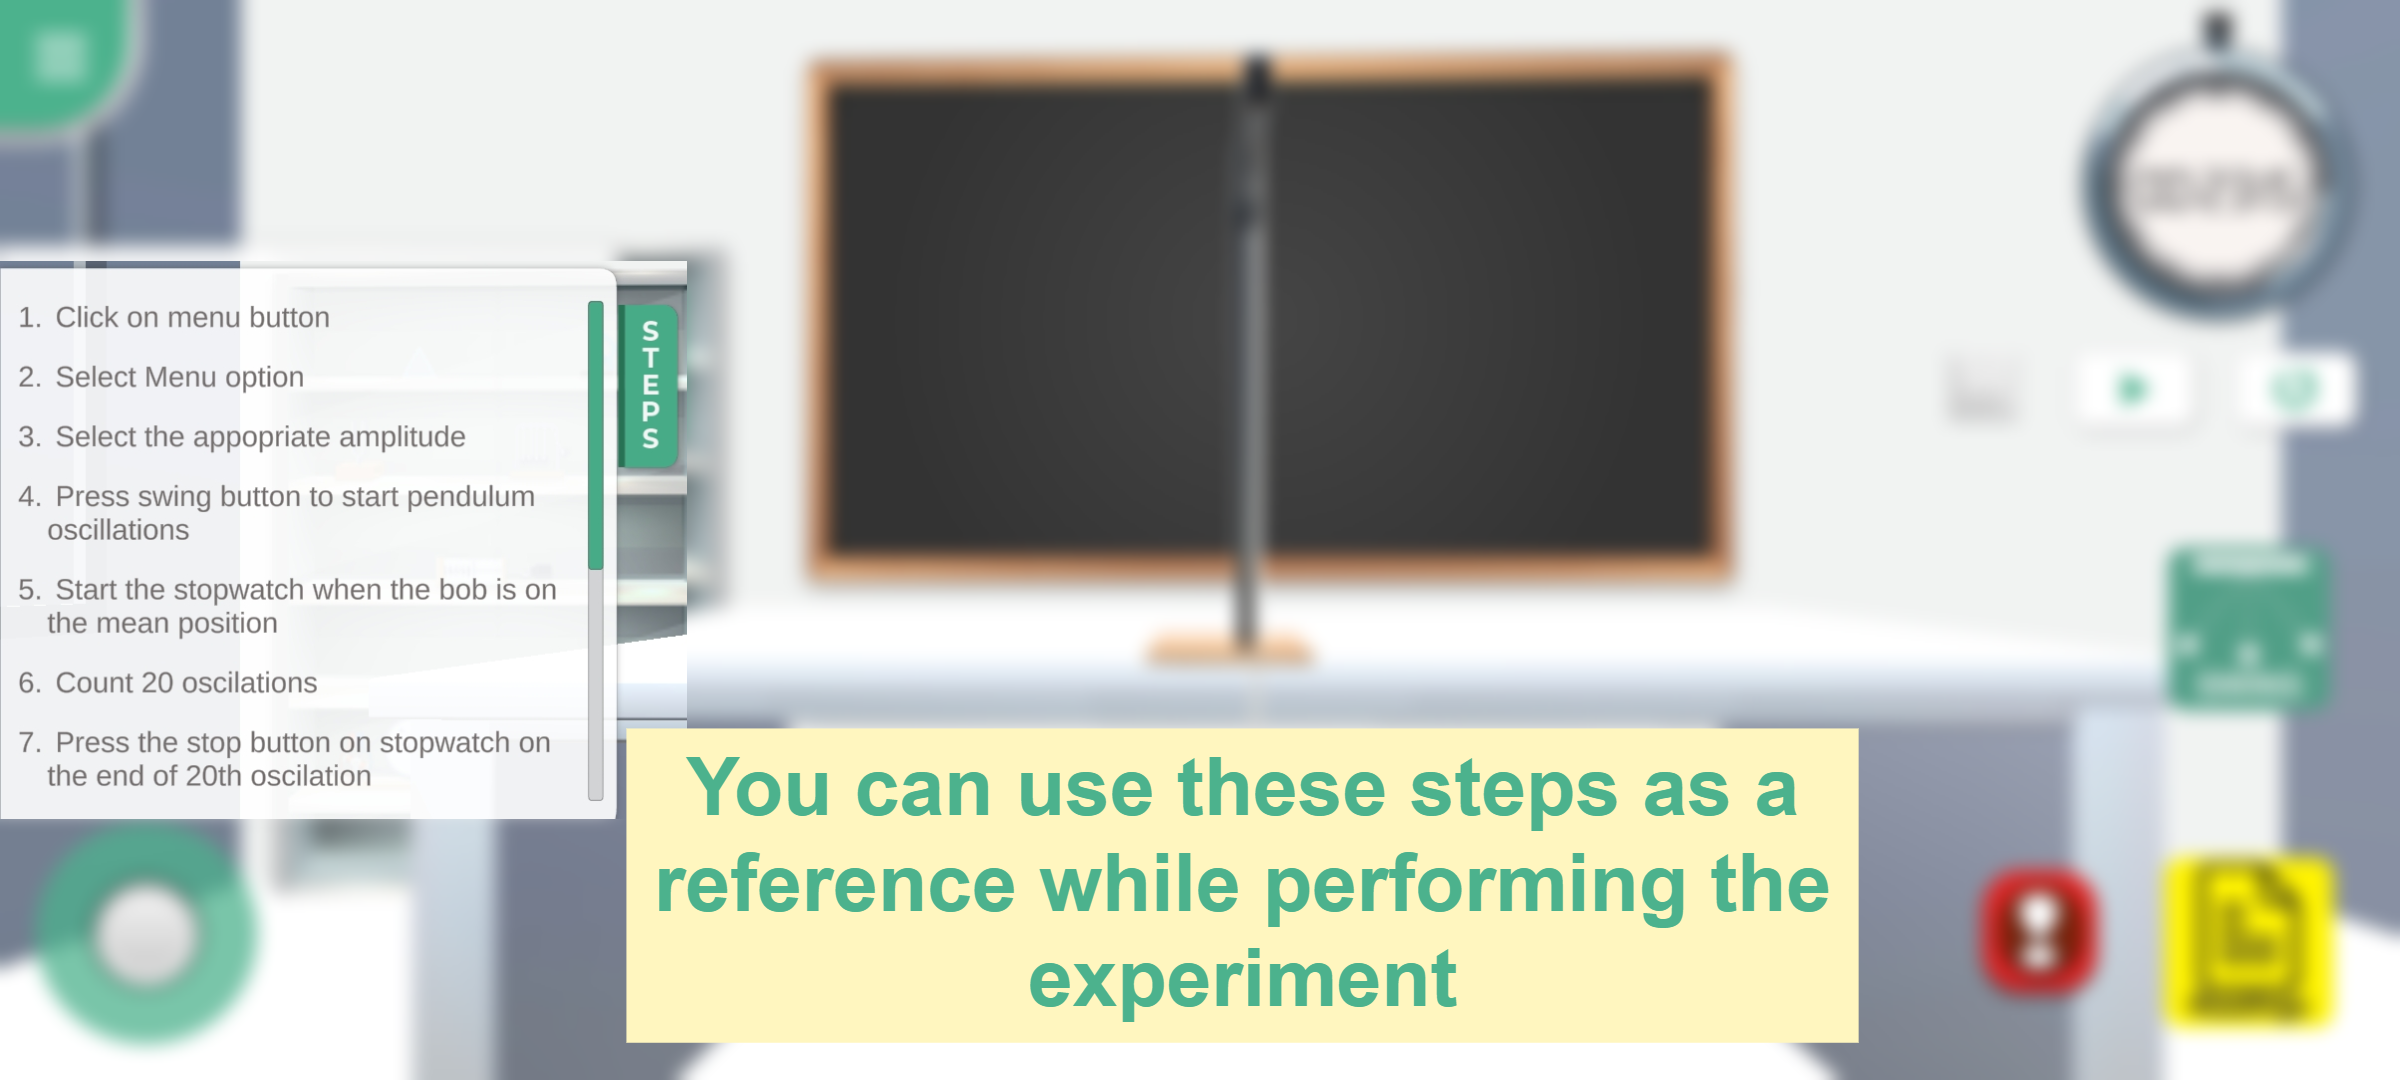 1. Click on menu button
2. Select Menu option
3. Select the appopriate amplitude
4. Press swing button to start pendulum
oscillations
5. Start the stopwatch when the bob is on
the mean position
6. Count 20 oscilations
7. Press the stop button on stopwatch on
the end of 20th oscilation
STEPS
You can use these steps as a
reference while performing the
experiment